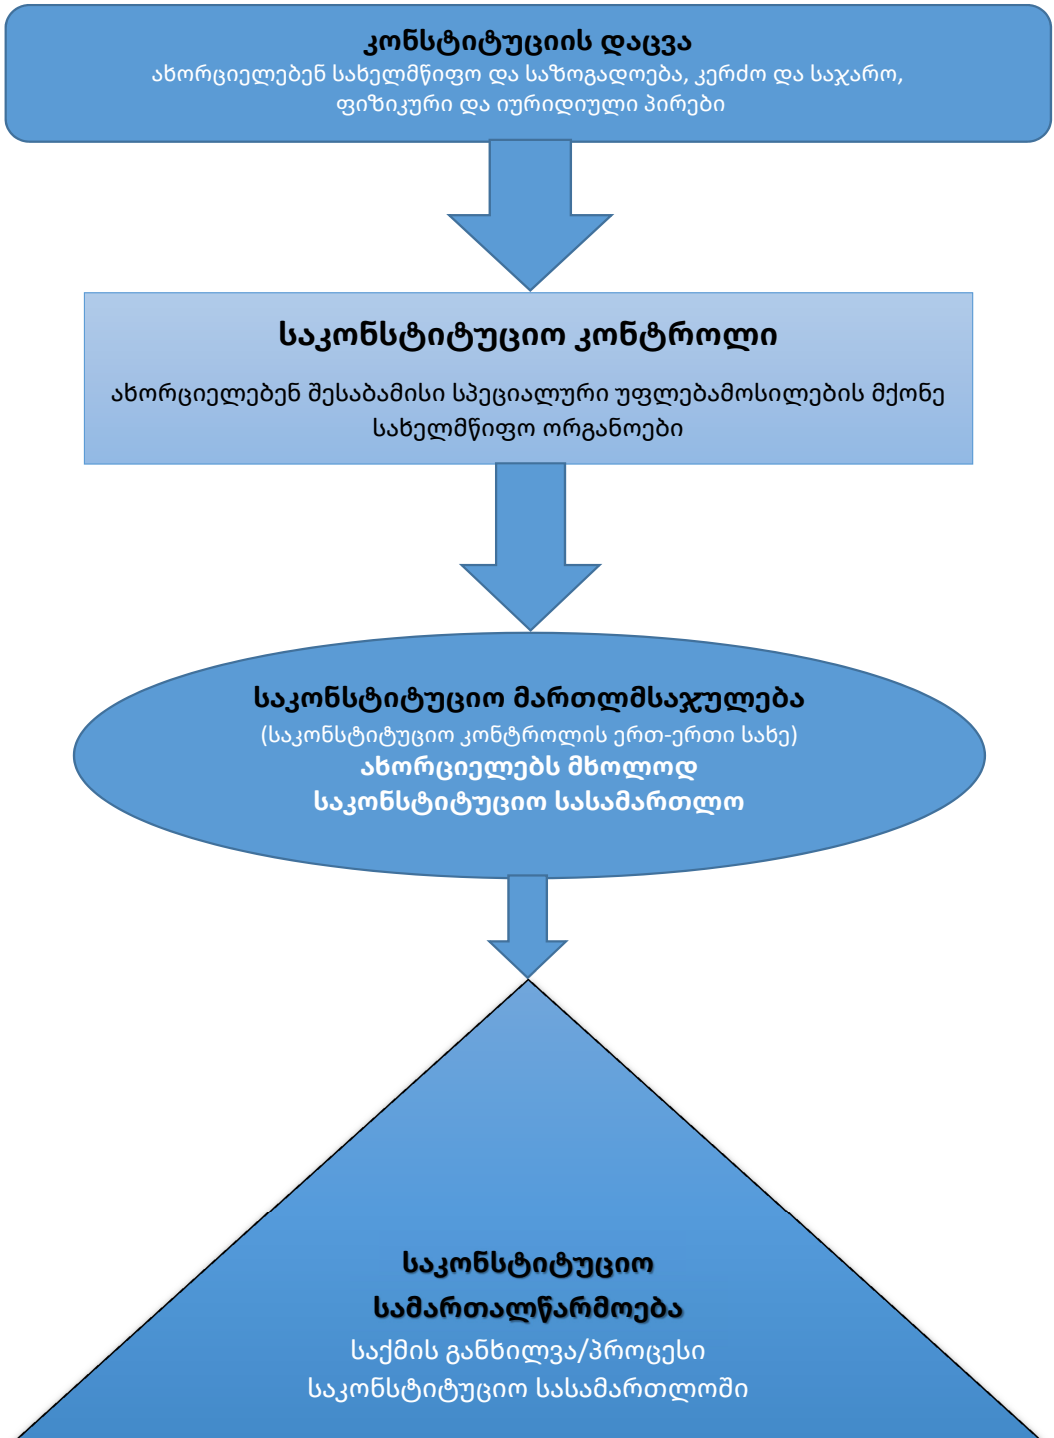 კონსტიტუციის დაცვა
ახორციელებენ სახელმწიფო და საზოგადოება, კერძო და საჯარო,
ფიზიკური და იურიდიული პირები
საკონსტიტუციო კონტროლი
ახორციელებენ შესაბამისი სპეციალური უფლებამოსილების მქონე
სახელმწიფო ორგანოები
საკონსტიტუციო მართლმსაჯულება
(საკონსტიტუციო კონტროლის ერთ-ერთი სახე)
ახორციელებს მხოლოდ
საკონსტიტუციო სასამართლო
საკონსტიტუციო
სამართალწარმოება
საქმის განხილვა/პროცესი
საკონსტიტუციო სასამართლოში